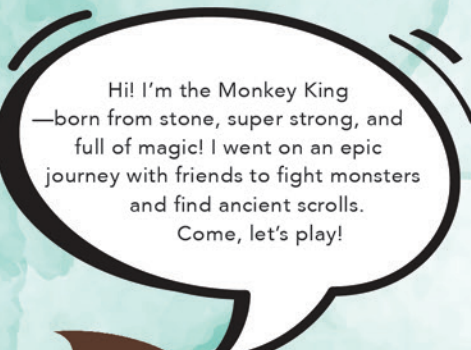 Hi! I'm the Monkey King
—born from stone, super strong, and
full of magic! I went on an epic
journey with friends to fight monsters
and find ancient scrolls.
Come, let's play!